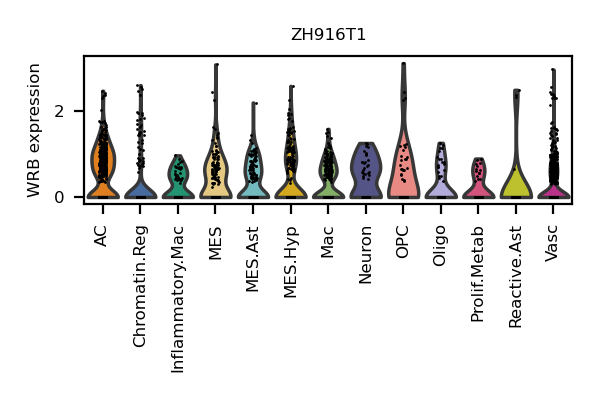 ZH916T1
WRB expression
2
0
AC
Chromatin.Reg
Inflammatory.Mac
MES
MES.Ast
MES.Hyp
Mac
Neuron
OPC
Oligo
Prolif.Metab
Reactive.Ast
Vasc